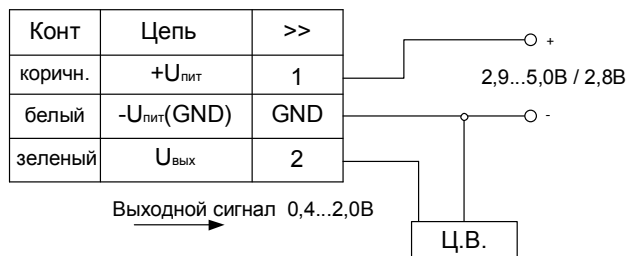 Конт Цепь >>
коричн. +Uпит 1
белый -Uпит(GND) GND
зеленый Uвых 2
+
2,9...5,0В / 2,8В
-
Выходной сигнал 0,4...2,0В
Ц.В.